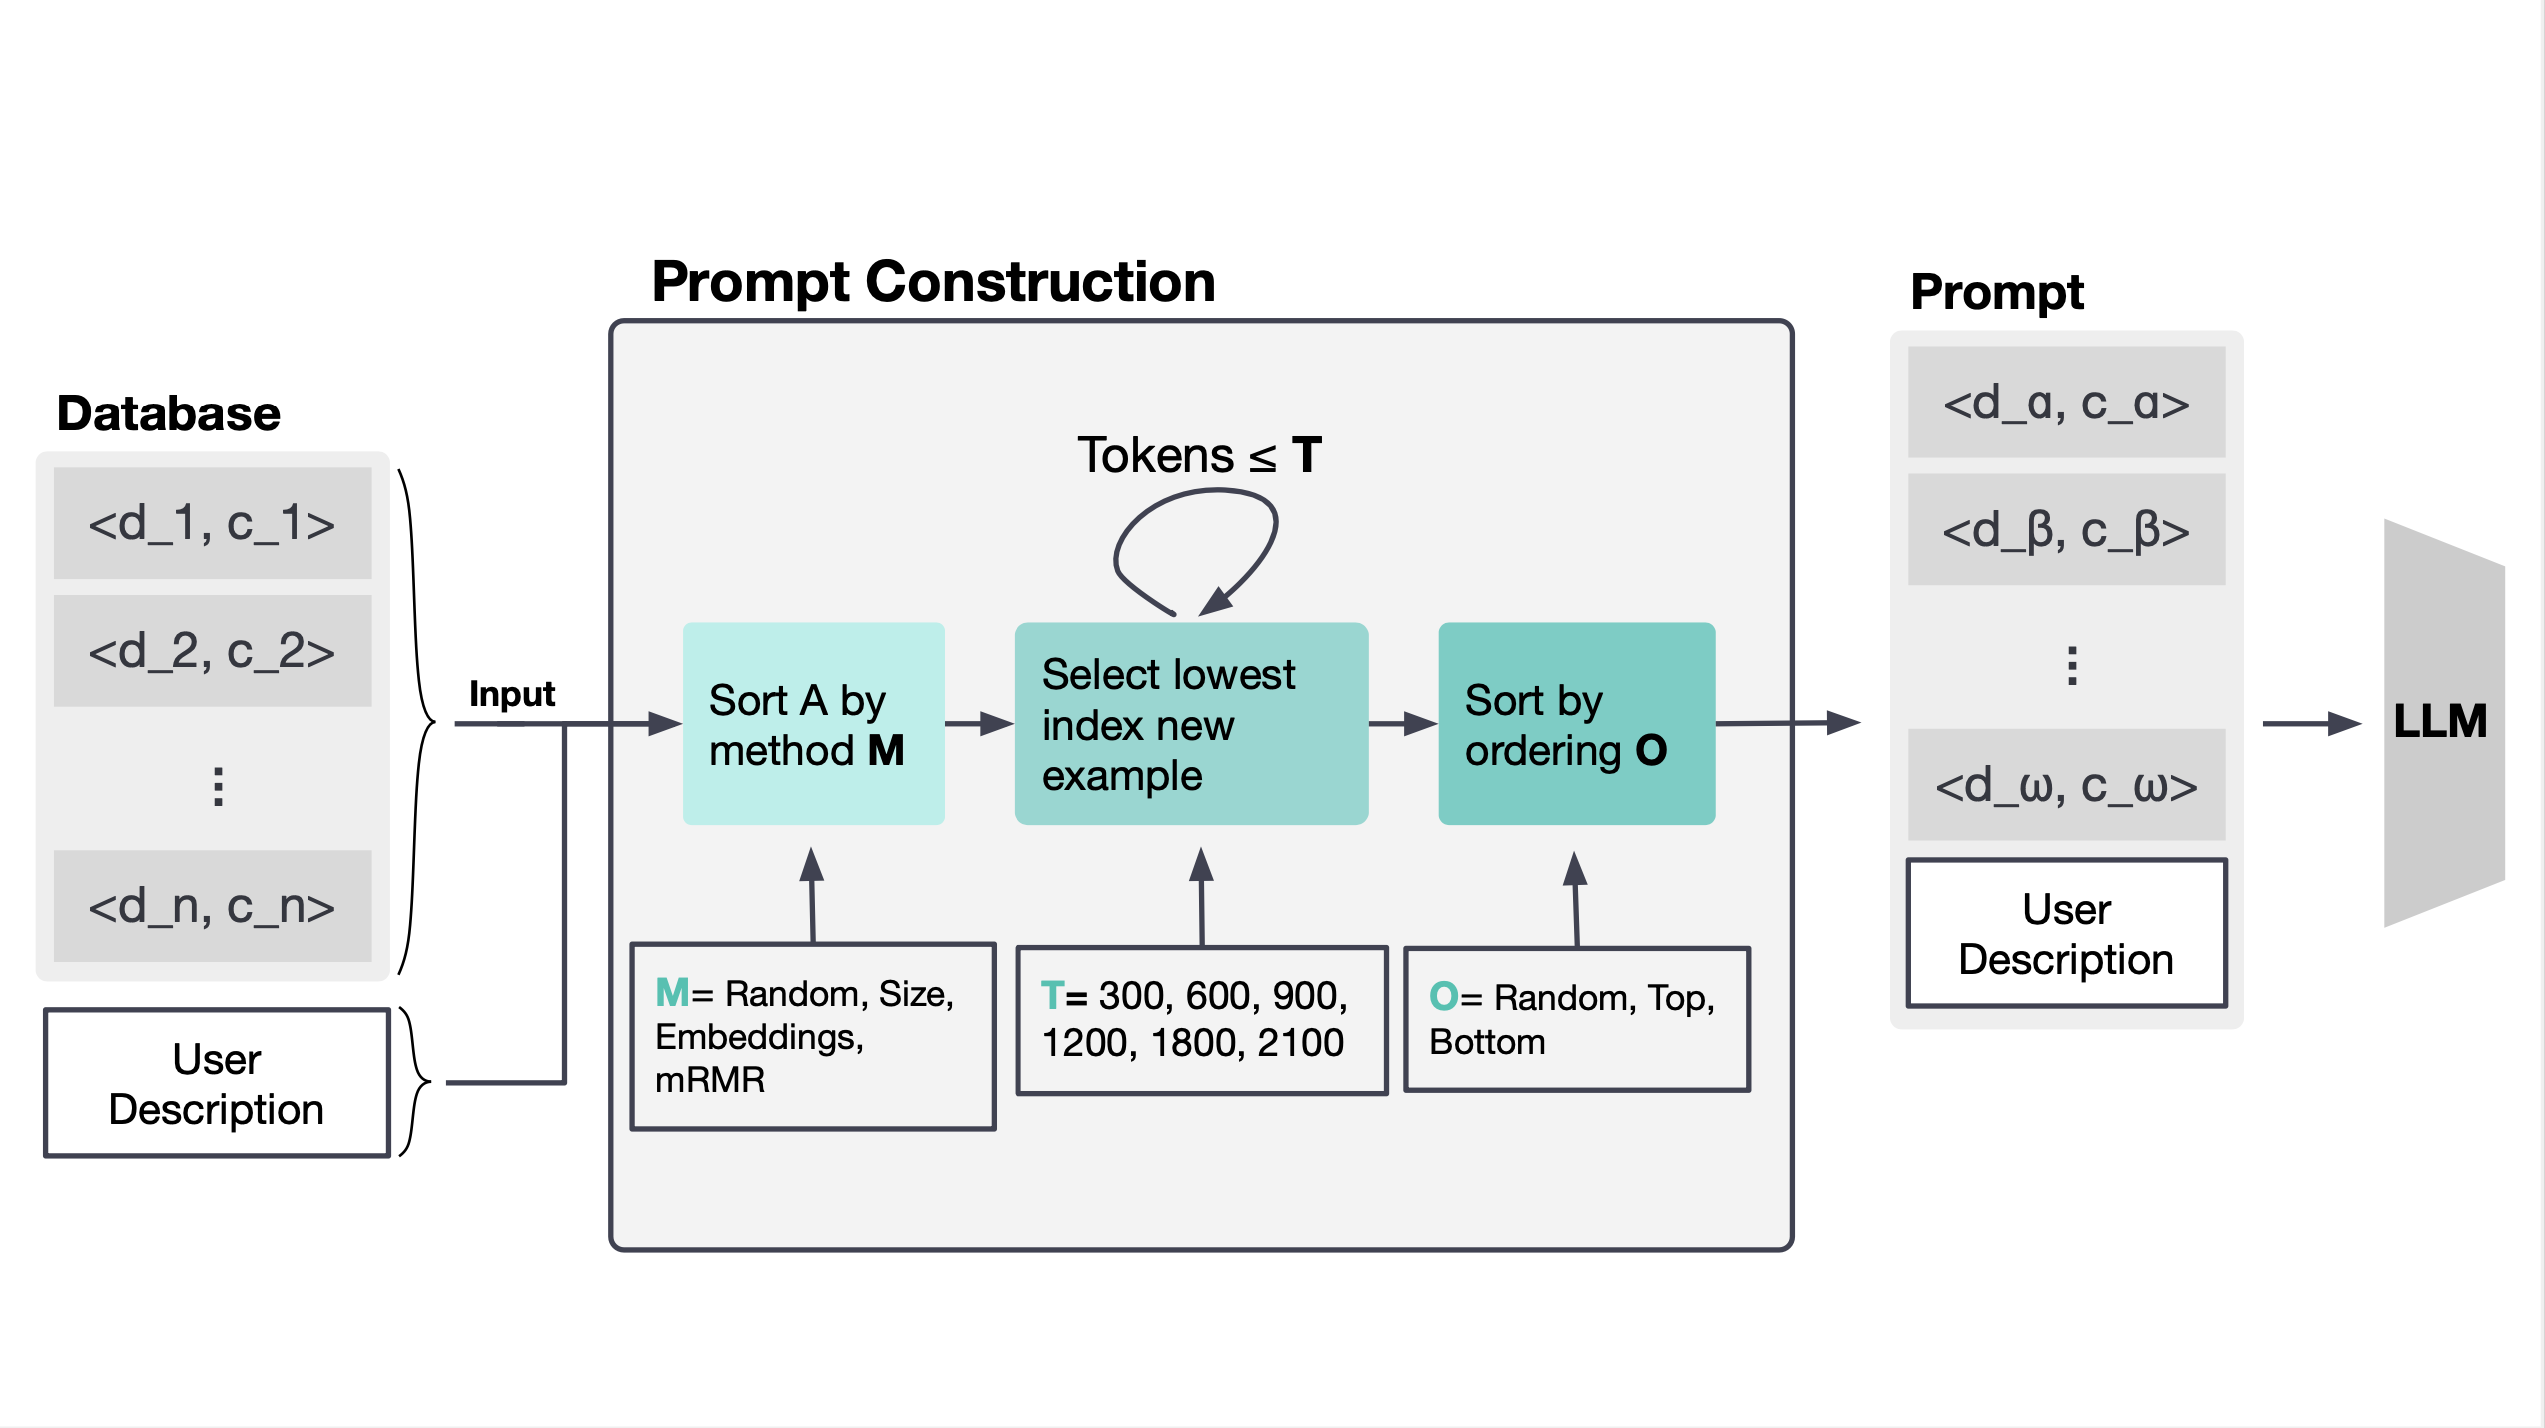 Database
<d_1, c_1>
<d_2, c_2>
⋮
<d_n, c_n>
User
Description
Input
Prompt Construction
Tokens ≤ T
Sort A by
method M
Select lowest
index new
example
Sort by
ordering O
M= Random, Size,
Embeddings,
mRMR
T= 300, 600, 900,
1200, 1800, 2100
O= Random, Top,
Bottom
Prompt
<d_α, c_α>
<d_β, c_β>
⋮
<d_ω, c_ω>
User
Description
LLM